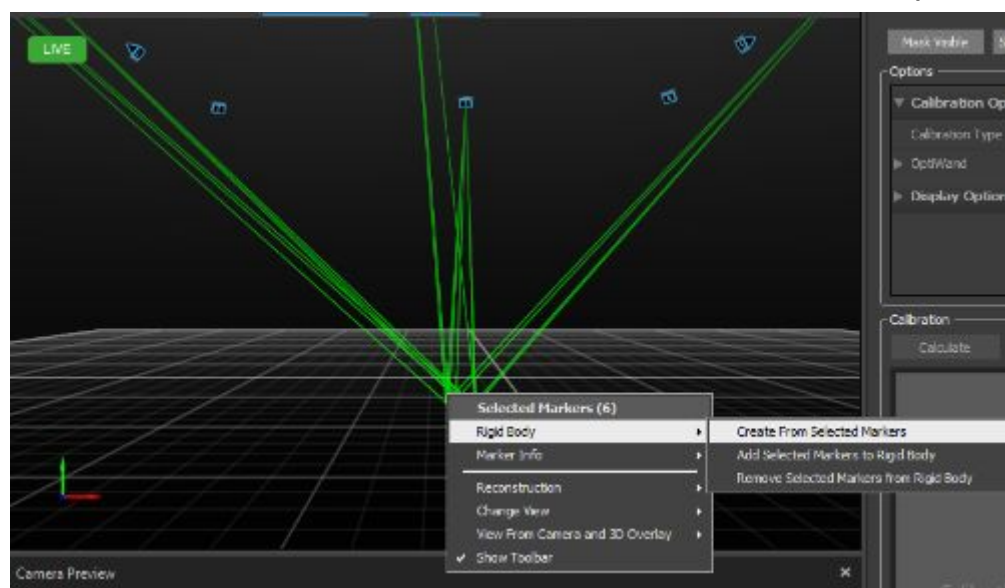 LIVE
Mask Visible
Options
Calibration Op
Calibration Type
OptiWand
Display Option
Calibration
Calculate
Selected Markers (6)
Rigid Body
Create From Selected Markers
Marker Info
Add Selected Markers to Rigid Body
Remove Selected Markers from Rigid Body
Reconstruction
Change View
View From Camera and 3D Overlay
Show Toolbar
Camera Preview